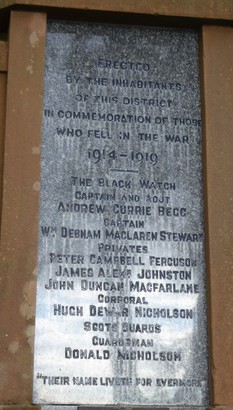 ERECTED
BY THE INHABITANTS
OF THIS DISTRICT
IN COMMEMORATION OF THOSE
WHO FELL IN THE WAR
1914-1919
THE BLACK WATCH
CAPTAIN AND ADJT
ANDREW CURRIE BEGG
CAPTAIN
WM DEBHAM MACLAREN STEWART
PRIVATES
PETER CAMPBELL FERGUSON
JAMES ALEXR JOHNSTON
JOHN DUNCAN MACFARLANE
CORPORAL
HUGH DEWAR NICHOLSON
SCOTS GUARDS
GUARDSMAN
DONALD NICHOLSON
"THEIR NAME LIVETH FOR EVERMORE"